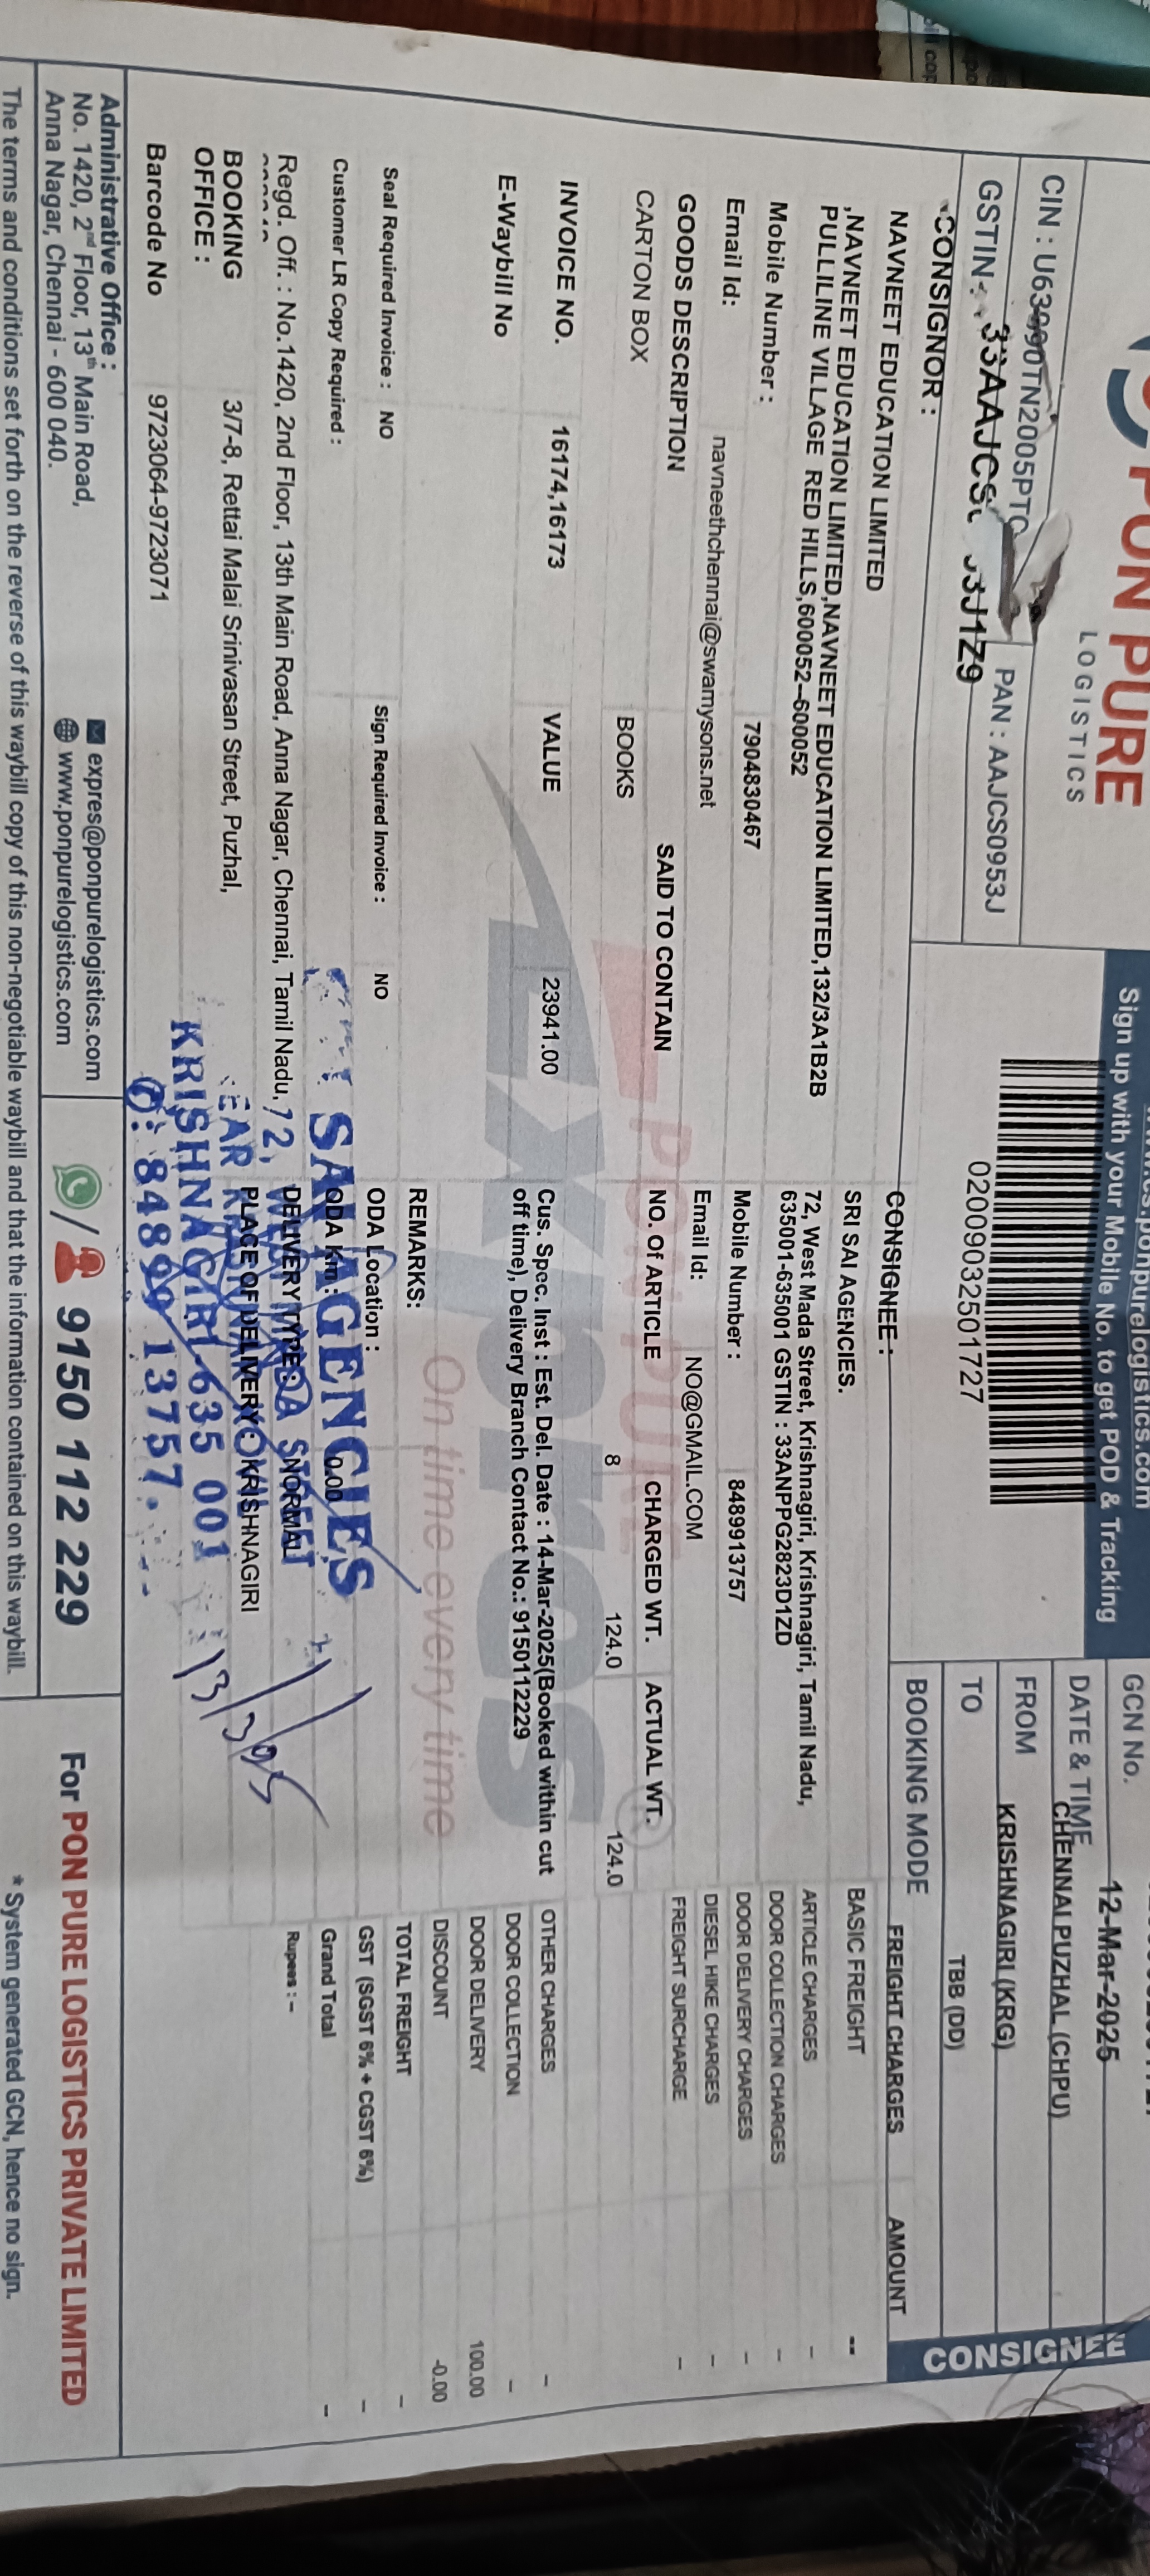 PON PURE
LOGISTICS
CIN : U63090TN2005PTC
PAN : AAJCS0953J
GSTIN :
www.es.ponpurelogistics.com
Sign up with your Mobile No. to get POD & Tracking
02009032501727
GCN No.
DATE & TIME 12-Mar-2025
FROM CHENNAI PUZHAL (CHPU)
TO KRISHNAGIRI (KRG)
BOOKING MODE TBB (DD)
CONSIGNEE
CONSIGNOR :
NAVNEET EDUCATION LIMITED
,NAVNEET EDUCATION LIMITED,NAVNEET EDUCATION LIMITED,132/3A1B2B
PULLILINE VILLAGE RED HILLS,600052--600052
Mobile Number : 7904830467
Email Id: navneethchennai@swamysons.net
CONSIGNEE :
SRI SAI AGENCIES.
72, West Mada Street, Krishnagiri, Krishnagiri, Tamil Nadu,
635001-635001 GSTIN : 33ANPPG2823D1ZD
Mobile Number : 8489913757
Email Id: NO@GMAIL.COM
GOODS DESCRIPTION SAID TO CONTAIN NO. Of ARTICLE CHARGED WT. ACTUAL WT.
CARTON BOX BOOKS 8 124.0 124.0
INVOICE NO. 16174,16173 VALUE 23941.00
E-Waybill No
Cus. Spec. Inst : Est. Del. Date : 14-Mar-2025(Booked within cut
off time), Delivery Branch Contact No.: 9150112229
PON PURE
Express
On time every time
REMARKS:
Seal Required Invoice : NO Sign Required Invoice : NO
Customer LR Copy Required :
ODA Location :
ODA Km : 0.00
DELIVERY TYPE : NORMAL
PLACE OF DELIVERY : KRISHNAGIRI
Regd. Off. : No.1420, 2nd Floor, 13th Main Road, Anna Nagar, Chennai, Tamil Nadu,
BOOKING OFFICE : 3/7-8, Rettai Malai Srinivasan Street, Puzhal,
Barcode No 9723064-9723071
SAI AGENCIES
72,
KRISHNAGIRI-635 001
✆: 84899 13757.
FREIGHT CHARGES AMOUNT
BASIC FREIGHT --
ARTICLE CHARGES –
DOOR COLLECTION CHARGES –
DOOR DELIVERY CHARGES –
DIESEL HIKE CHARGES –
FREIGHT SURCHARGE –
OTHER CHARGES –
DOOR COLLECTION –
DOOR DELIVERY 100.00
DISCOUNT -0.00
TOTAL FREIGHT –
GST (SGST 6% + CGST 6%) –
Grand Total –
Rupees : –
Administrative Office :
No. 1420, 2nd Floor, 13th Main Road,
Anna Nagar, Chennai - 600 040.
expres@ponpurelogistics.com
www.ponpurelogistics.com
9150 112 229
For PON PURE LOGISTICS PRIVATE LIMITED
The terms and conditions set forth on the reverse of this waybill copy of this non-negotiable waybill and that the information contained on this waybill.
* System generated GCN, hence no sign.